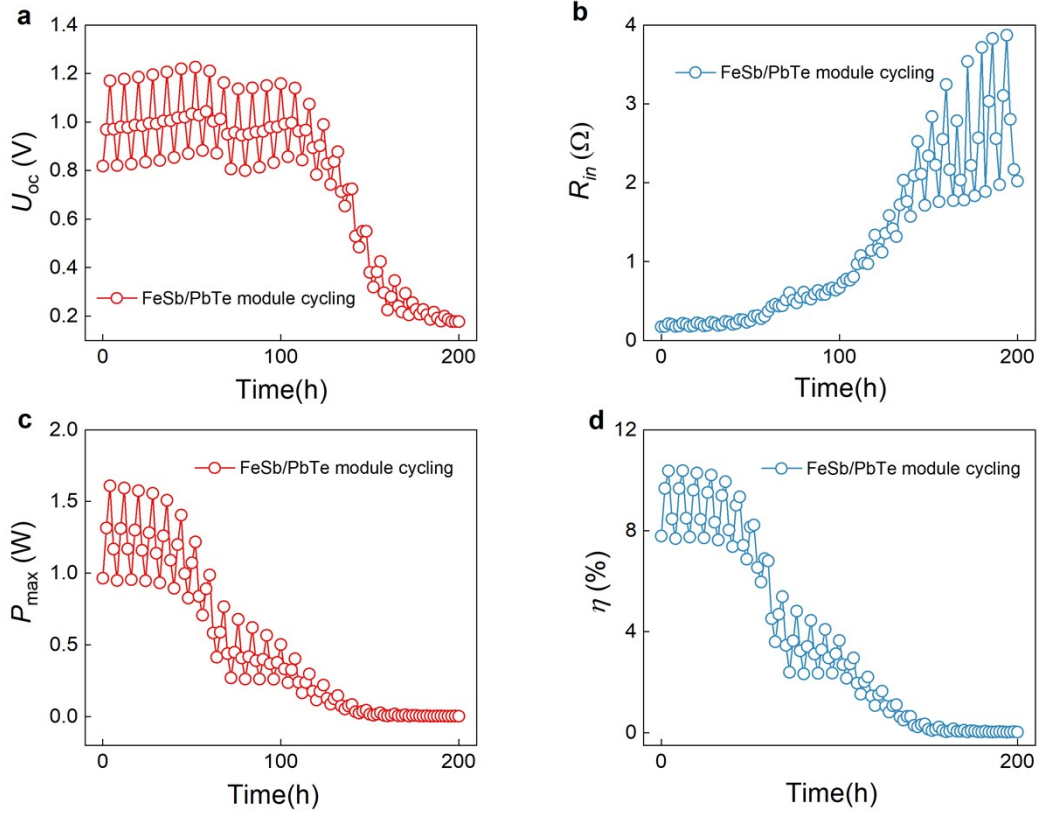 a
1.4
1.2
1.0
0.8
0.6
0.4
0.2
U_oc (V)
FeSb/PbTe module cycling
0
100
200
Time(h)
b
4
3
2
1
0
R_in (Ω)
FeSb/PbTe module cycling
0
100
200
Time(h)
c
2.0
1.5
1.0
0.5
0.0
P_max (W)
FeSb/PbTe module cycling
0
100
200
Time(h)
d
12
8
4
0
η (%)
FeSb/PbTe module cycling
0
100
200
Time(h)